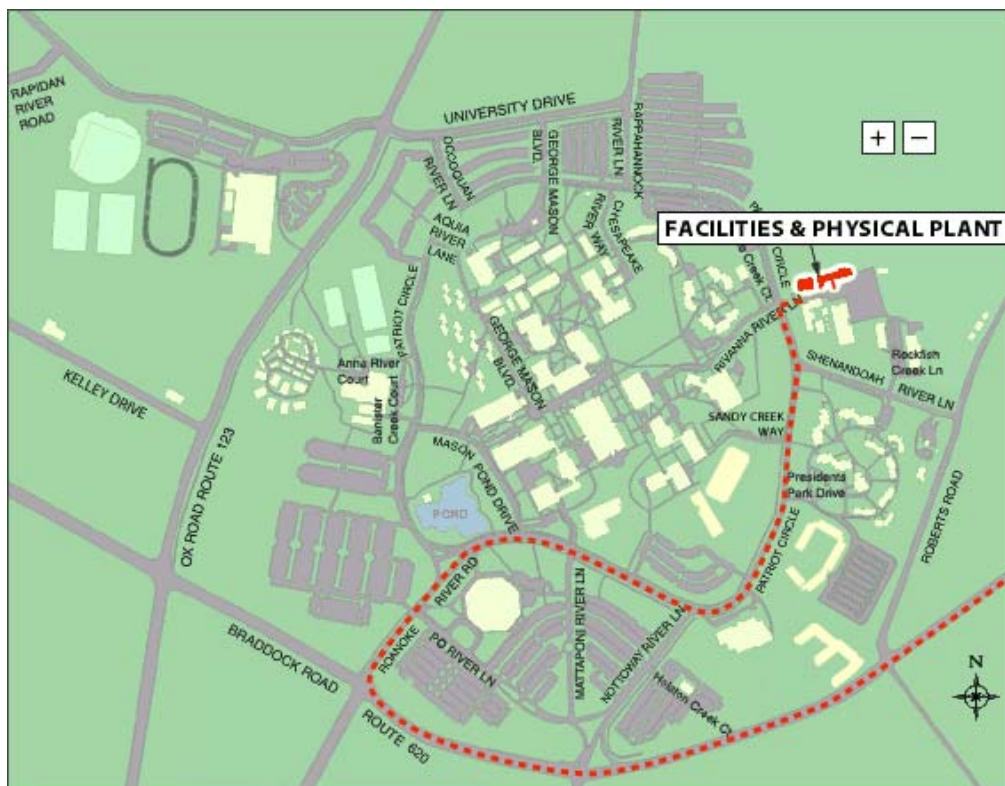 RAPIDAN
RIVER
ROAD
UNIVERSITY DRIVE
OCCOQUAN
RIVER LN
GEORGE MASON
BLVD.
RAPPAHANNOCK
RIVER LN
+
−
CHESAPEAKE
RIVER WAY
AQUIA
RIVER
LANE
FACILITIES & PHYSICAL PLANT
CIRCLE
Creek Ct.
PATRIOT CIRCLE
GEORGE MASON
BLVD.
RIVANNA RIVER LN
Anna River
Court
Banister
Creek Court
SHENANDOAH
RIVER LN
Rockfish
Creek Ln
KELLEY DRIVE
OX ROAD ROUTE 123
MASON POND DRIVE
SANDY CREEK
WAY
Presidents
Park Drive
POND
PATRIOT CIRCLE
ROBERTS ROAD
ROANOKE RIVER RD
PO RIVER LN
MATTAPONI RIVER LN
NOTTOWAY RIVER LN
Holston Creek Ct.
BRADDOCK ROAD
ROUTE 620
N